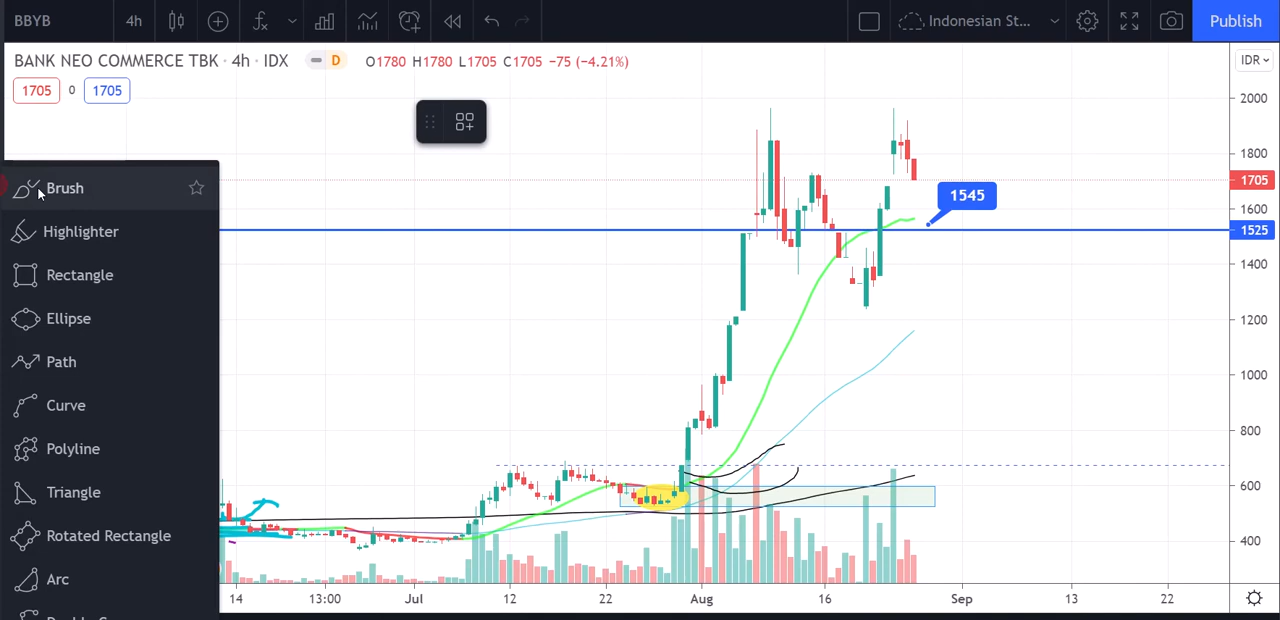 BBYB 4h Indonesian St... Publish
BANK NEO COMMERCE TBK · 4h · IDX D O1780 H1780 L1705 C1705 −75 (−4.21%) IDR
1705 0 1705
2000
1800
1705
1600
1545
1525
1400
1200
1000
800
600
400
Brush
Highlighter
Rectangle
Ellipse
Path
Curve
Polyline
Triangle
Rotated Rectangle
Arc
14 13:00 Jul 12 22 Aug 16 Sep 13 22